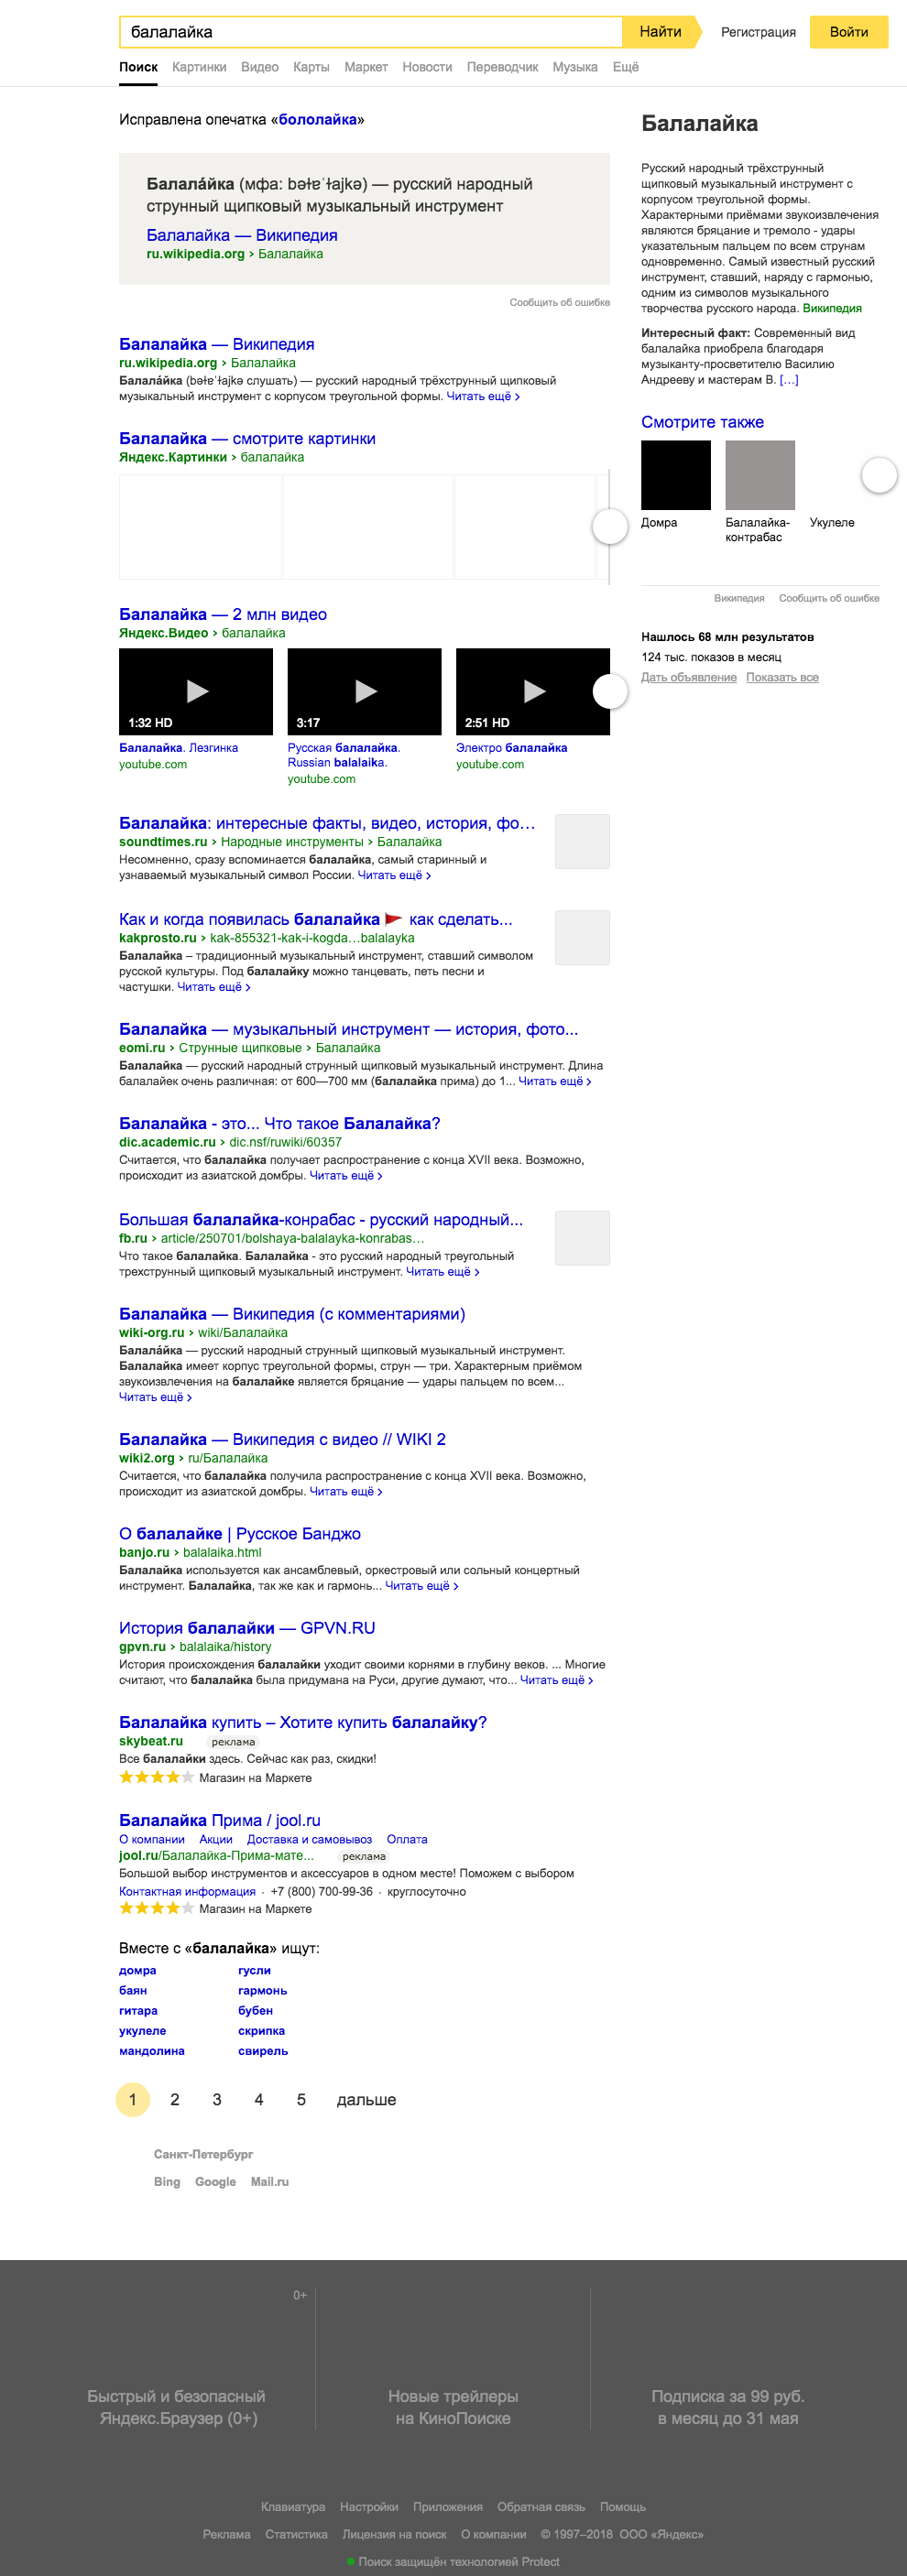 балалайка
Найти
Регистрация
Войти
Поиск Картинки Видео Карты Маркет Новости Переводчик Музыка Ещё
Исправлена опечатка «бололайка»
Балала́йка (мфа: bəɫɐˈɫajkə) — русский народный
струнный щипковый музыкальный инструмент
Балалайка — Википедия
ru.wikipedia.org › Балалайка
Сообщить об ошибке
Балалайка — Википедия
ru.wikipedia.org › Балалайка
Балала́йка (bəɫɐˈɫajkə слушать) — русский народный трёхструнный щипковый
музыкальный инструмент с корпусом треугольной формы. Читать ещё ›
Балалайка — смотрите картинки
Яндекс.Картинки › балалайка
Балалайка — 2 млн видео
Яндекс.Видео › балалайка
1:32 HD
3:17
2:51 HD
Балалайка. Лезгинка
youtube.com
Русская балалайка.
Russian balalaika.
youtube.com
Электро балалайка
youtube.com
Балалайка: интересные факты, видео, история, фо…
soundtimes.ru › Народные инструменты › Балалайка
Несомненно, сразу вспоминается балалайка, самый старинный и
узнаваемый музыкальный символ России. Читать ещё ›
Как и когда появилась балалайка как сделать...
kakprosto.ru › kak-855321-kak-i-kogda…balalayka
Балалайка – традиционный музыкальный инструмент, ставший символом
русской культуры. Под балалайку можно танцевать, петь песни и
частушки. Читать ещё ›
Балалайка — музыкальный инструмент — история, фото...
eomi.ru › Струнные щипковые › Балалайка
Балалайка — русский народный струнный щипковый музыкальный инструмент. Длина
балалайек очень различная: от 600—700 мм (балалайка прима) до 1... Читать ещё ›
Балалайка - это... Что такое Балалайка?
dic.academic.ru › dic.nsf/ruwiki/60357
Считается, что балалайка получает распространение с конца XVII века. Возможно,
происходит из азиатской домбры. Читать ещё ›
Большая балалайка-конрабас - русский народный...
fb.ru › article/250701/bolshaya-balalayka-konrabas…
Что такое балалайка. Балалайка - это русский народный треугольный
трехструнный щипковый музыкальный инструмент. Читать ещё ›
Балалайка — Википедия (с комментариями)
wiki-org.ru › wiki/Балалайка
Балала́йка — русский народный струнный щипковый музыкальный инструмент.
Балалайка имеет корпус треугольной формы, струн — три. Характерным приёмом
звукоизвлечения на балалайке является бряцание — удары пальцем по всем...
Читать ещё ›
Балалайка — Википедия с видео // WIKI 2
wiki2.org › ru/Балалайка
Считается, что балалайка получила распространение с конца XVII века. Возможно,
происходит из азиатской домбры. Читать ещё ›
О балалайке | Русское Банджо
banjo.ru › balalaika.html
Балалайка используется как ансамблевый, оркестровый или сольный концертный
инструмент. Балалайка, так же как и гармонь... Читать ещё ›
История балалайки — GPVN.RU
gpvn.ru › balalaika/history
История происхождения балалайки уходит своими корнями в глубину веков. ... Многие
считают, что балалайка была придумана на Руси, другие думают, что... Читать ещё ›
Балалайка купить – Хотите купить балалайку?
skybeat.ru реклама
Все балалайки здесь. Сейчас как раз, скидки!
Магазин на Маркете
Балалайка Прима / jool.ru
О компании Акции Доставка и самовывоз Оплата
jool.ru/Балалайка-Прима-мате... реклама
Большой выбор инструментов и аксессуаров в одном месте! Поможем с выбором
Контактная информация · +7 (800) 700-99-36 · круглосуточно
Магазин на Маркете
Вместе с «балалайка» ищут:
домра гусли
баян гармонь
гитара бубен
укулеле скрипка
мандолина свирель
1 2 3 4 5 дальше
Санкт-Петербург
Bing Google Mail.ru
Балалайка
Русский народный трёхструнный
щипковый музыкальный инструмент с
корпусом треугольной формы.
Характерными приёмами звукоизвлечения
являются бряцание и тремоло - удары
указательным пальцем по всем струнам
одновременно. Самый известный русский
инструмент, ставший, наряду с гармонью,
одним из символов музыкального
творчества русского народа. Википедия
Интересный факт: Современный вид
балалайка приобрела благодаря
музыканту-просветителю Василию
Андрееву и мастерам В. [...]
Смотрите также
Домра
Балалайка-
контрабас
Укулеле
Википедия Сообщить об ошибке
Нашлось 68 млн результатов
124 тыс. показов в месяц
Дать объявление Показать все
0+
Быстрый и безопасный
Яндекс.Браузер (0+)
Новые трейлеры
на КиноПоиске
Подписка за 99 руб.
в месяц до 31 мая
Клавиатура Настройки Приложения Обратная связь Помощь
Реклама Статистика Лицензия на поиск О компании © 1997–2018 ООО «Яндекс»
Поиск защищён технологией Protect